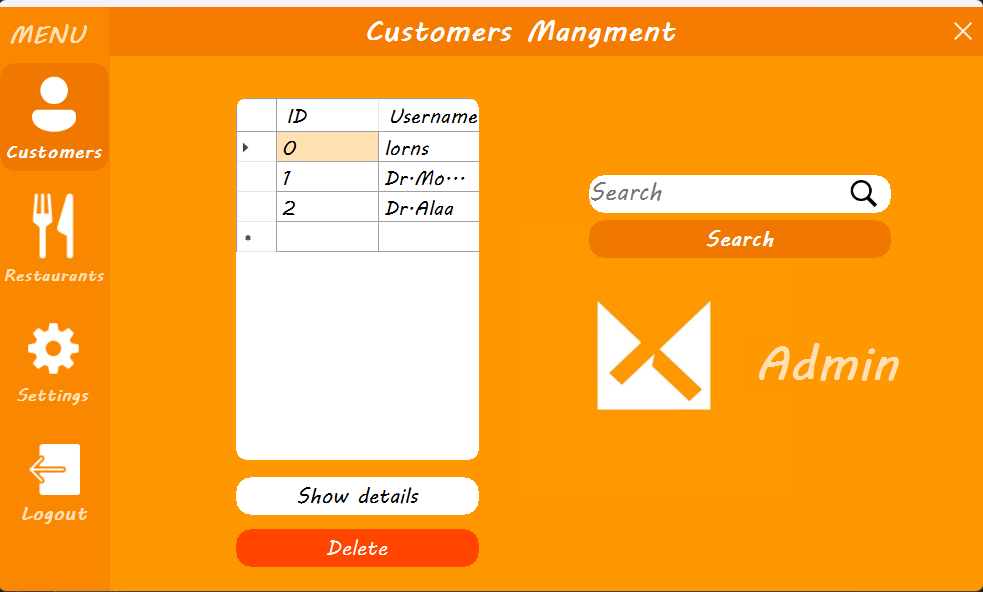 MENU
Customers Mangment
Customers
Restaurants
Settings
Logout
ID Username
0 lorns
1 Dr.Mo...
2 Dr.Alaa
Show details
Delete
Search
Search
Admin